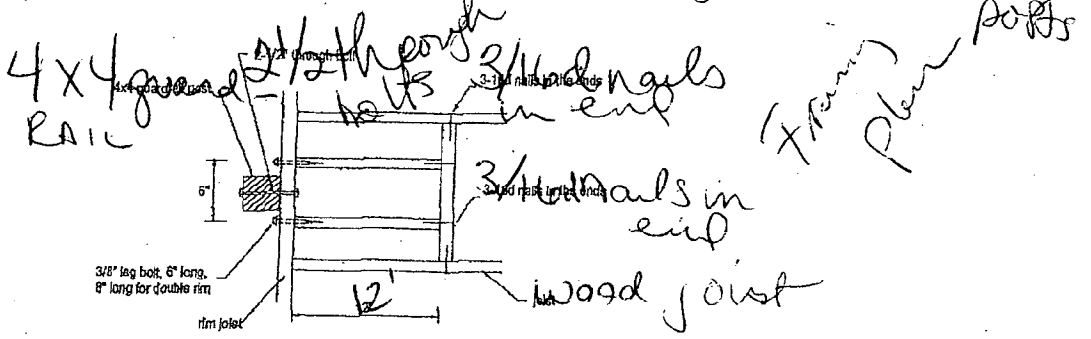 4x4 guard
RAIL
4x4 guardrail post
2-1/2" through bolt
2 1/2 through
bolts
3/16d nails
in end
3-16d nails in the ends
Framing
plan
posts
6"
3/16d nails in
end
3-16d nails in the ends
3/8" lag bolt, 6" long,
8" long for double rim
rim joist
12'
wood joist